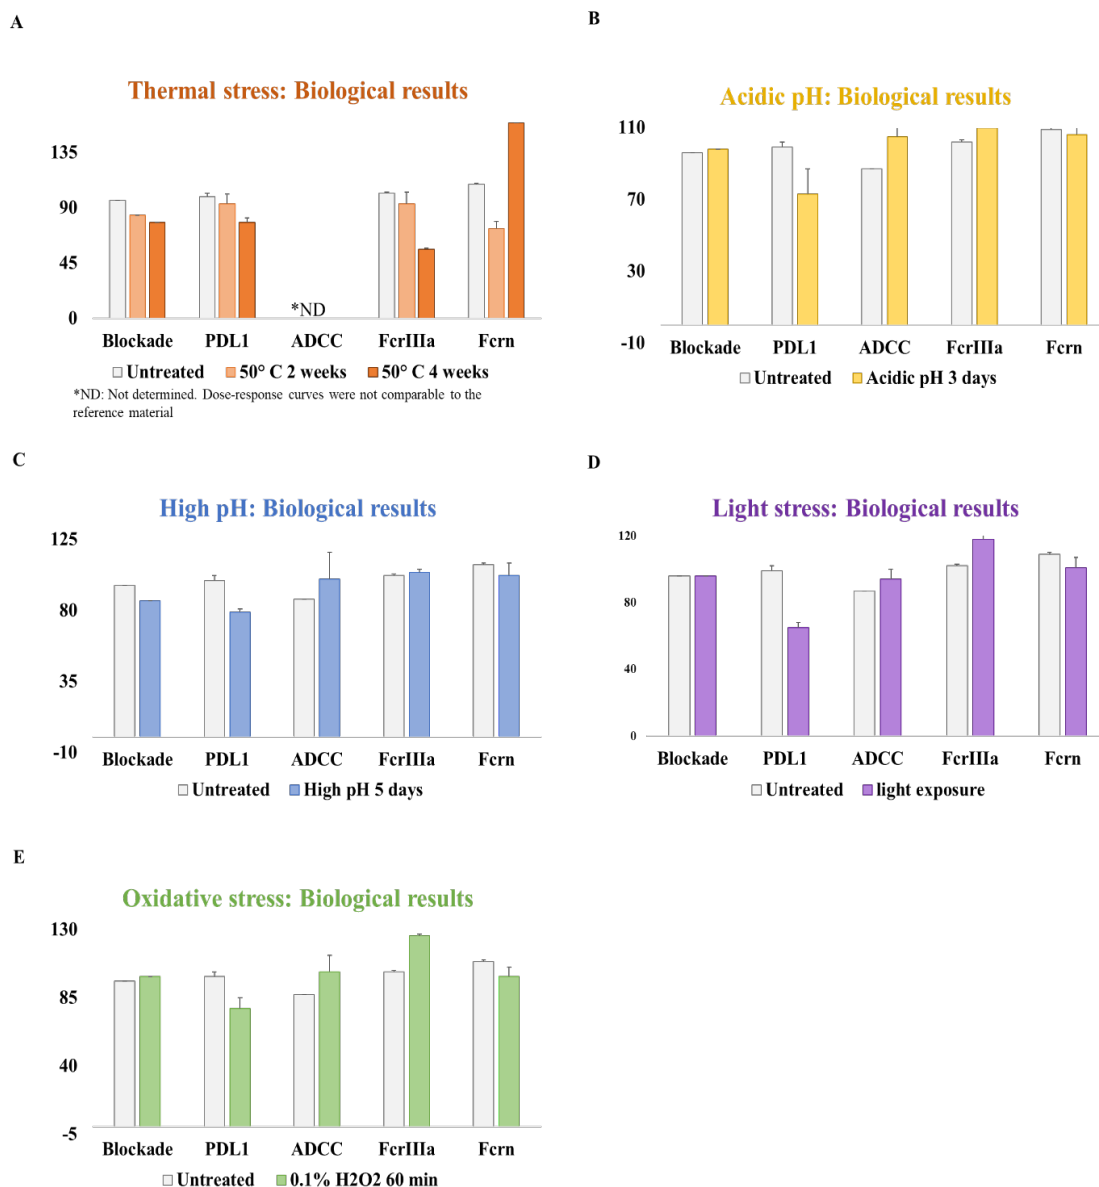 A
Thermal stress: Biological results
135
90
45
0
*ND
Blockade PDL1 ADCC FcrIIIa Fcrn
Untreated 50° C 2 weeks 50° C 4 weeks
*ND: Not determined. Dose-response curves were not comparable to the
reference material
B
Acidic pH: Biological results
110
70
30
-10
Blockade PDL1 ADCC FcrIIIa Fcrn
Untreated Acidic pH 3 days
C
High pH: Biological results
125
80
35
-10
Blockade PDL1 ADCC FcrIIIa Fcrn
Untreated High pH 5 days
D
Light stress: Biological results
120
80
40
0
Blockade PDL1 ADCC FcrIIIa Fcrn
Untreated light exposure
E
Oxidative stress: Biological results
130
85
40
-5
Blockade PDL1 ADCC FcrIIIa Fcrn
Untreated 0.1% H2O2 60 min